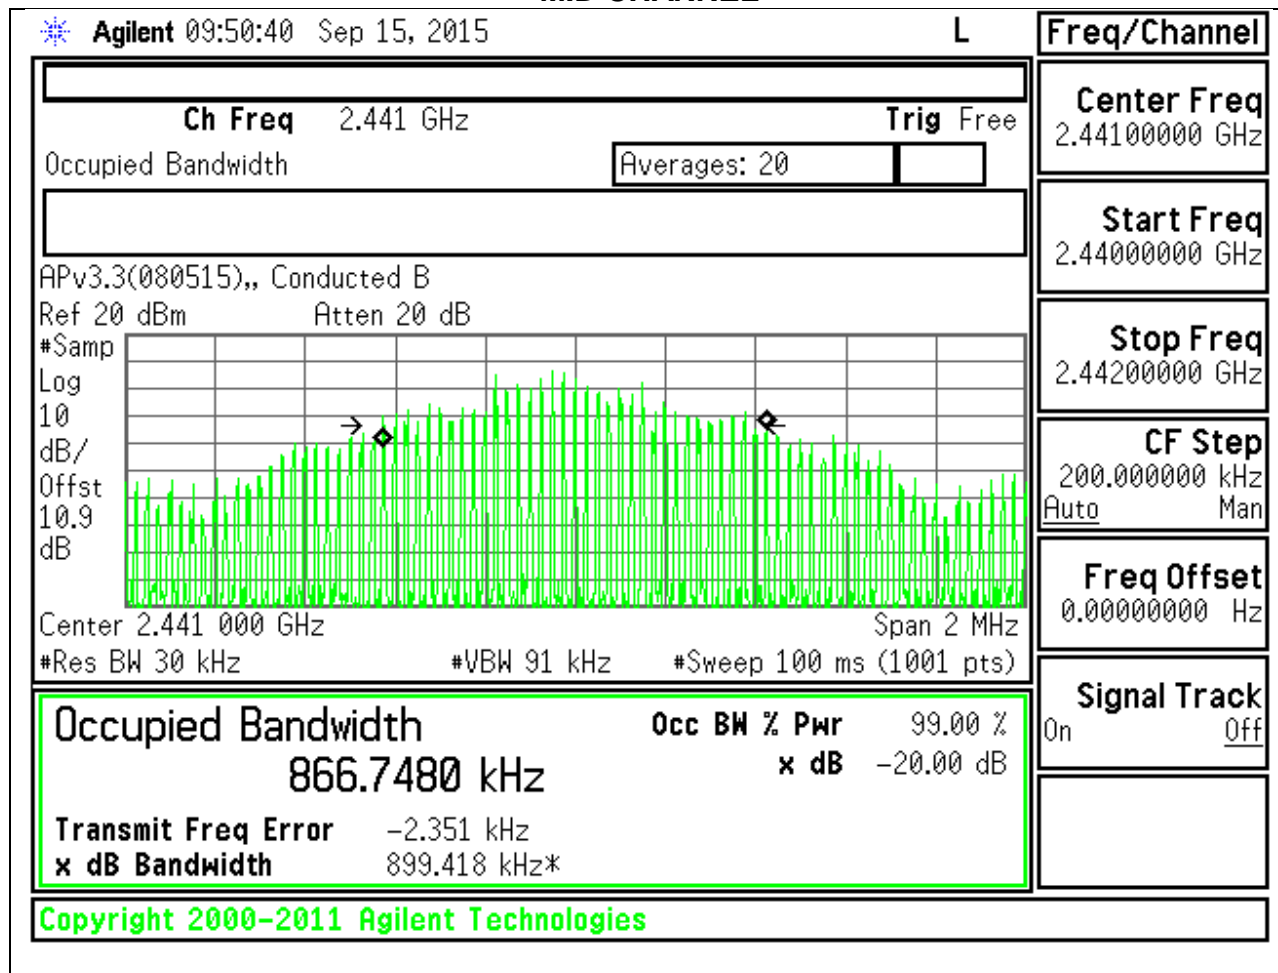 MID CHANNEL
Agilent 09:50:40 Sep 15, 2015 L
Freq/Channel
Ch Freq 2.441 GHz Trig Free
Occupied Bandwidth Averages: 20
APv3.3(080515),, Conducted B
Ref 20 dBm Atten 20 dB
#Samp
Log
10
dB/
Offst
10.9
dB
Center 2.441 000 GHz Span 2 MHz
#Res BW 30 kHz #VBW 91 kHz #Sweep 100 ms (1001 pts)
Occupied Bandwidth
866.7480 kHz
Occ BW % Pwr 99.00 %
x dB -20.00 dB
Transmit Freq Error -2.351 kHz
x dB Bandwidth 899.418 kHz*
Center Freq
2.44100000 GHz
Start Freq
2.44000000 GHz
Stop Freq
2.44200000 GHz
CF Step
200.000000 kHz
Auto Man
Freq Offset
0.00000000 Hz
Signal Track
On Off
Copyright 2000-2011 Agilent Technologies